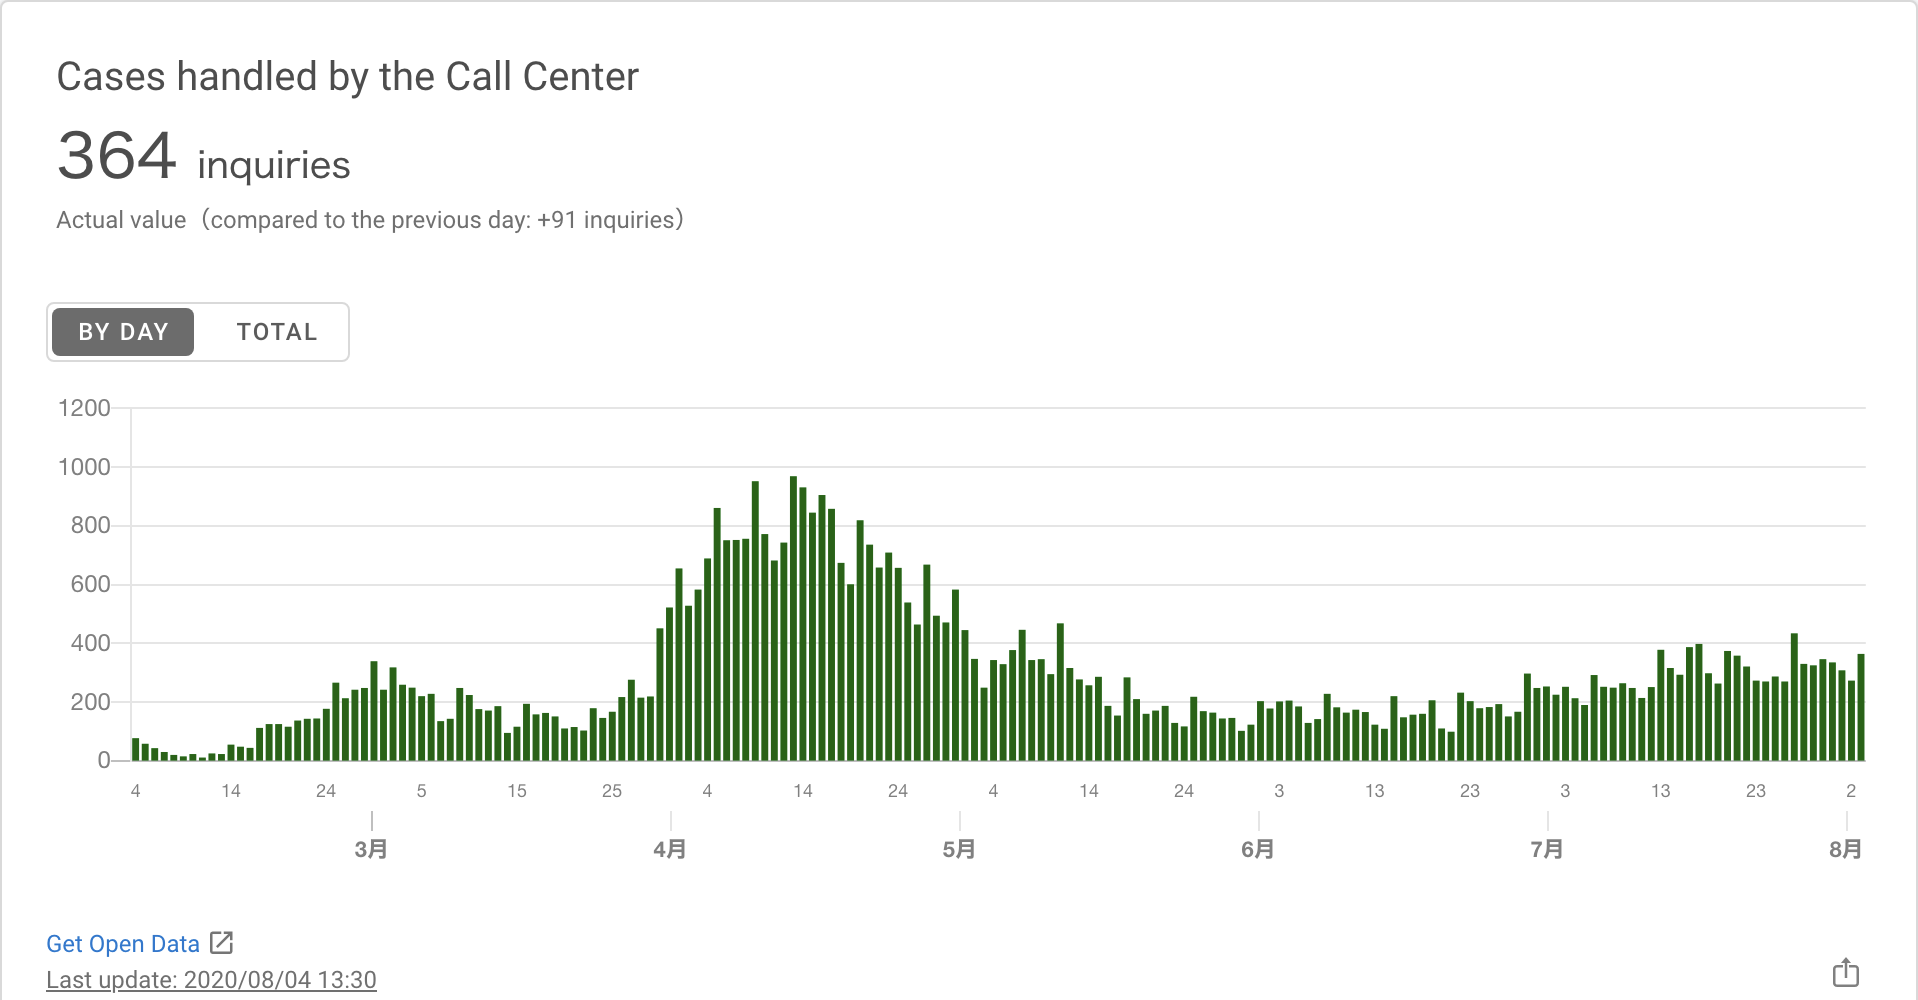 Cases handled by the Call Center
364 inquiries
Actual value（compared to the previous day: +91 inquiries）
BY DAY TOTAL
1200
1000
800
600
400
200
0
4 14 24 5 15 25 4 14 24 4 14 24 3 13 23 3 13 23 2
3月 4月 5月 6月 7月 8月
Get Open Data
Last update: 2020/08/04 13:30